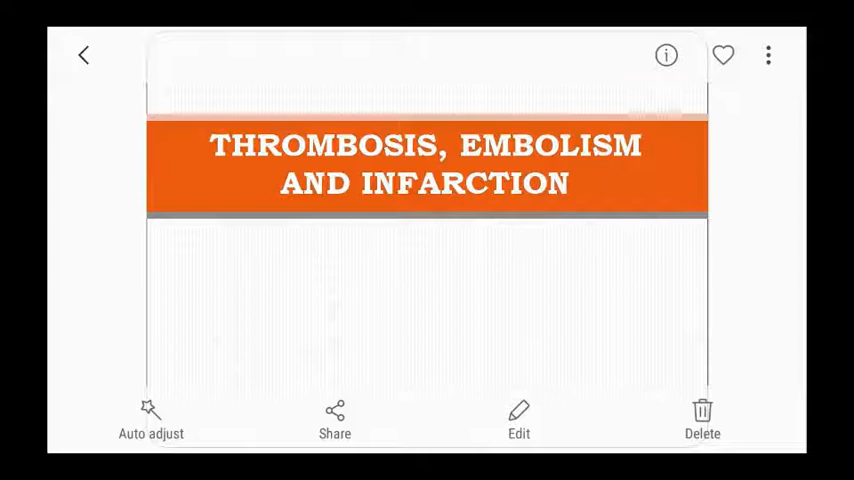 THROMBOSIS, EMBOLISM
AND INFARCTION
Auto adjust
Share
Edit
Delete